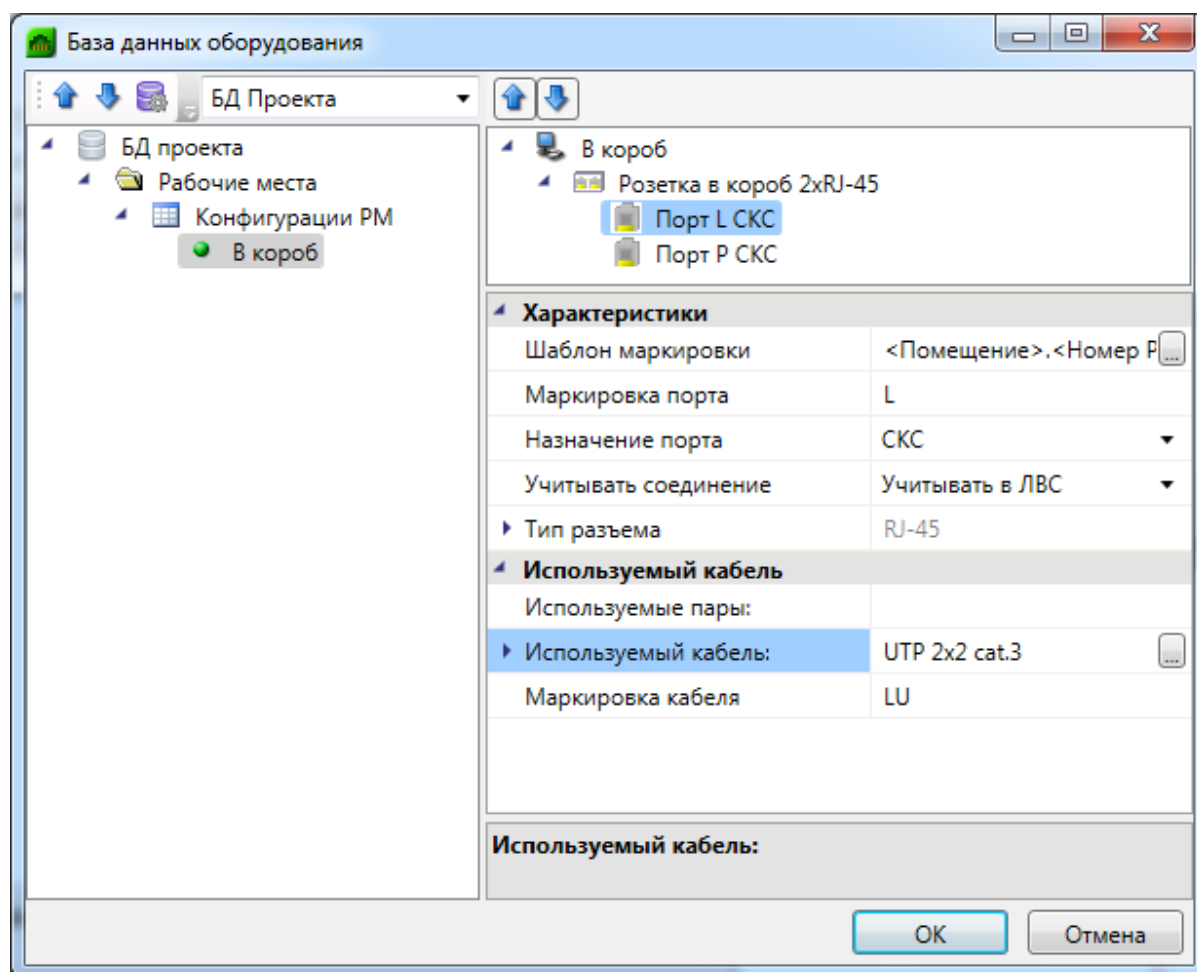 База данных оборудования
БД Проекта
БД проекта
Рабочие места
Конфигурации РМ
В короб
В короб
Розетка в короб 2xRJ-45
Порт L СКС
Порт Р СКС
Характеристики
Шаблон маркировки <Помещение>.<Номер Р ...
Маркировка порта L
Назначение порта СКС
Учитывать соединение Учитывать в ЛВС
Тип разъема RJ-45
Используемый кабель
Используемые пары:
Используемый кабель: UTP 2x2 cat.3 ...
Маркировка кабеля LU
Используемый кабель:
ОК Отмена